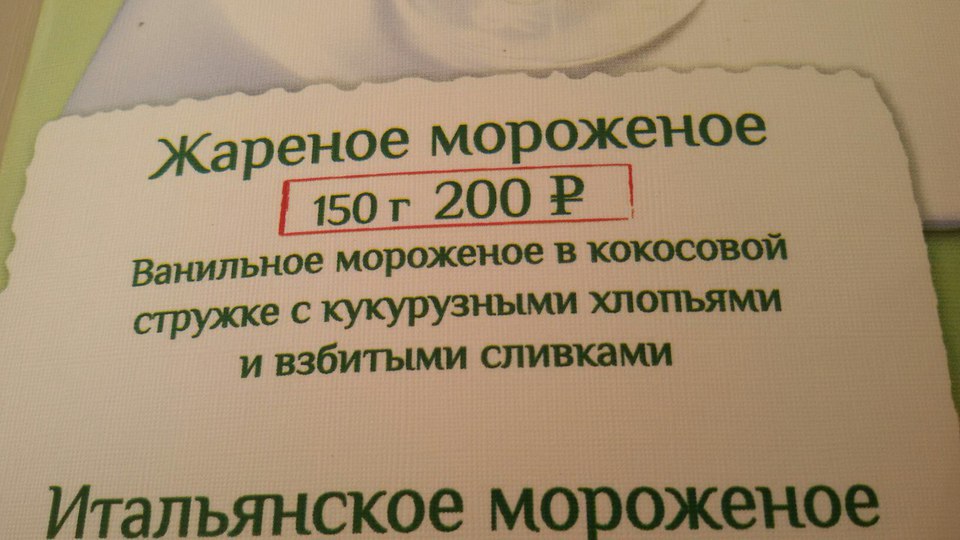 Жареное мороженое
150 г 200 ₽
Ванильное мороженое в кокосовой
стружке с кукурузными хлопьями
и взбитыми сливками
Итальянское мороженое